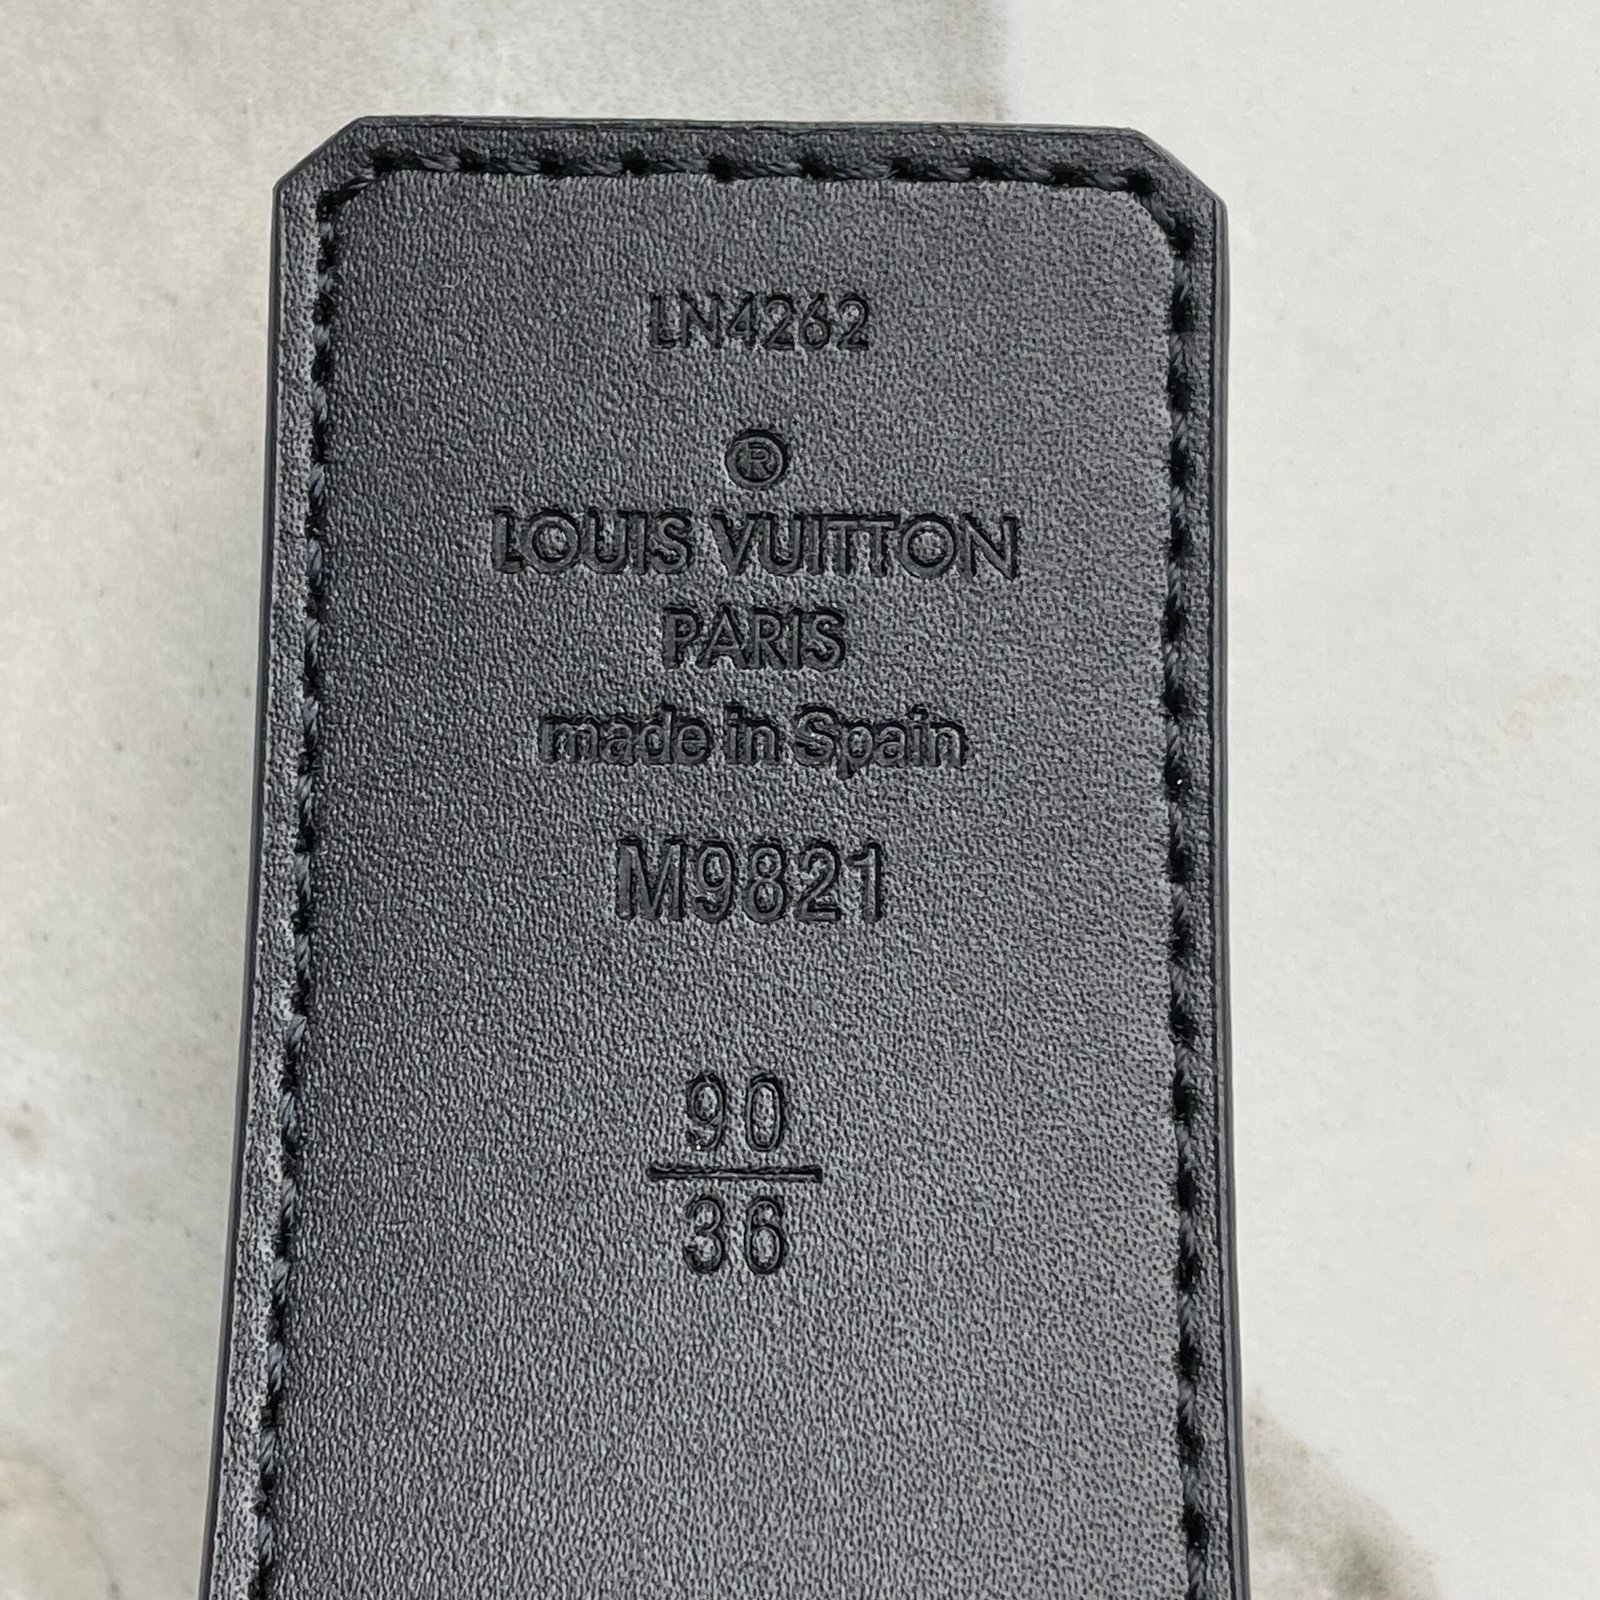 LN4262
®
LOUIS VUITTON
PARIS
made in Spain
M9821
90
36